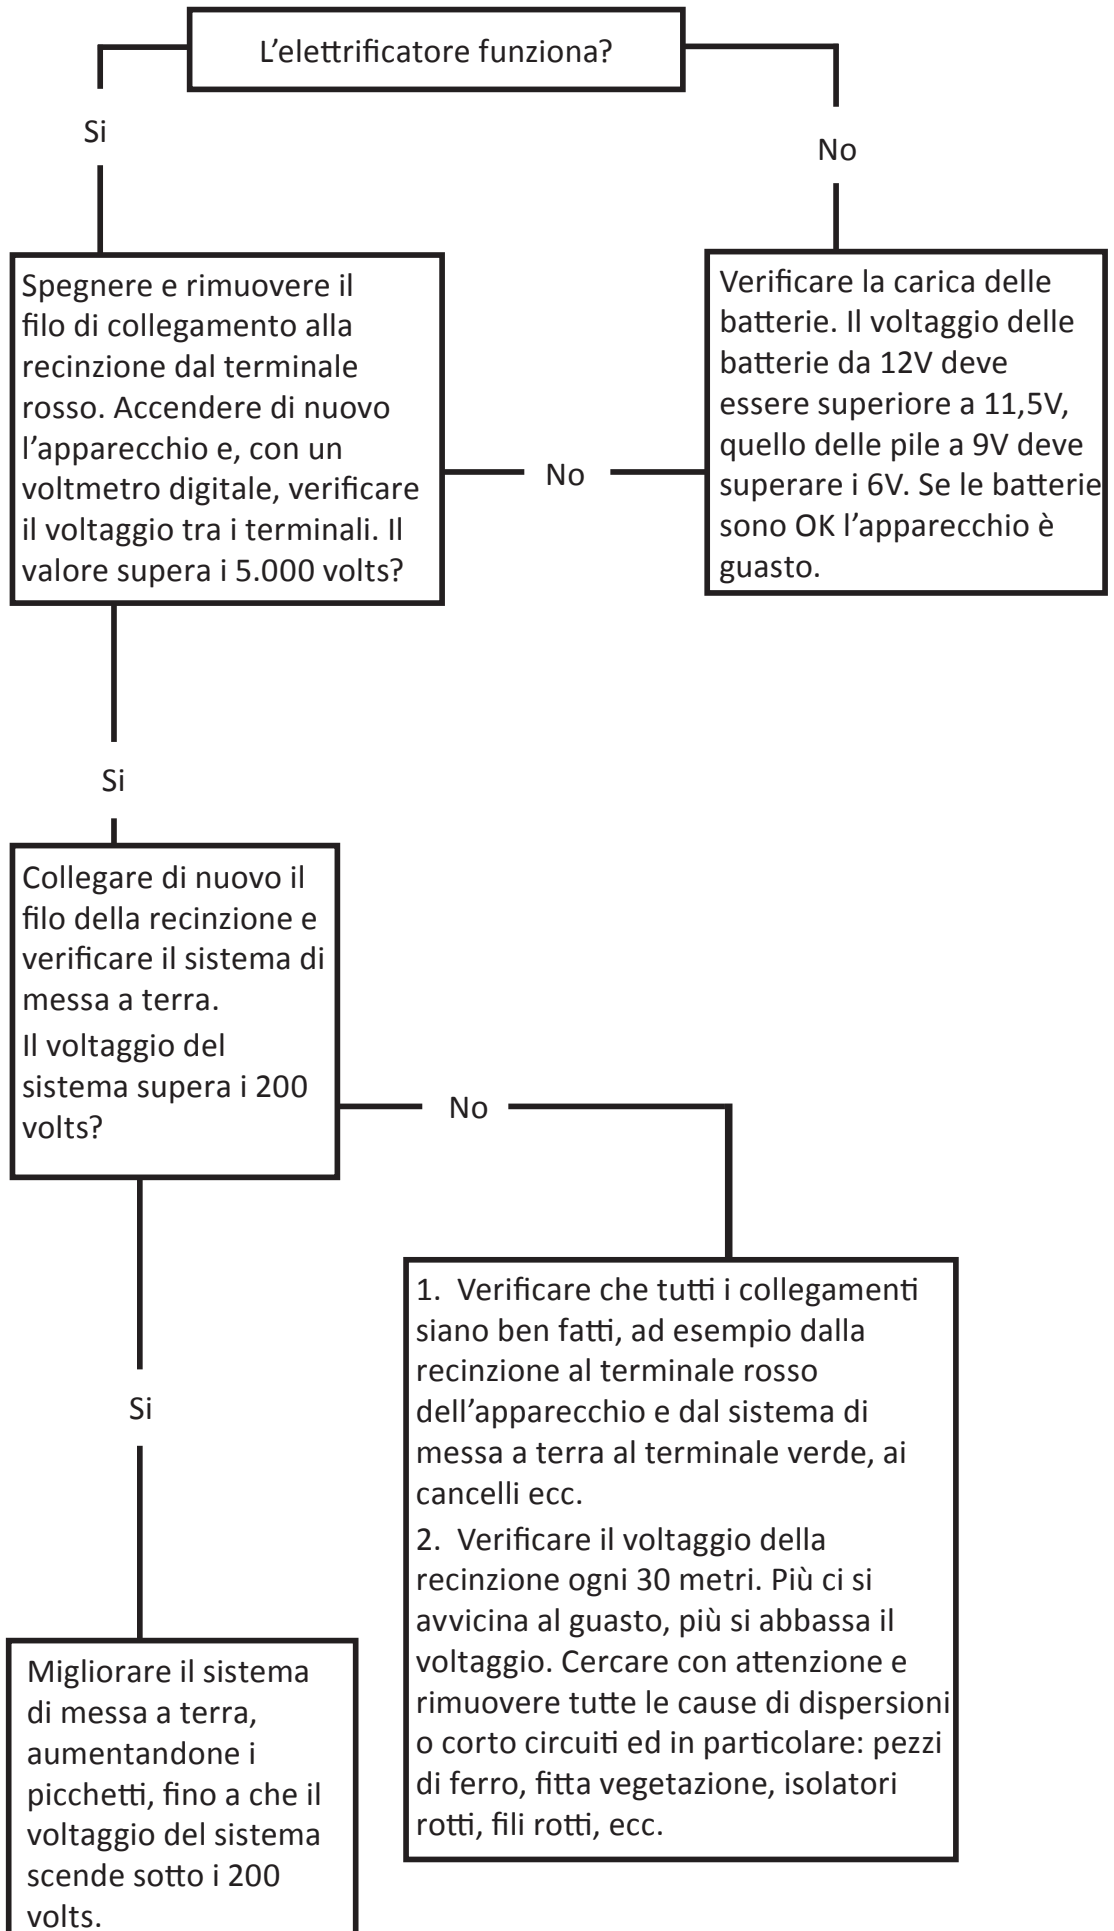 L'elettrificatore funziona?
Si
No
Spegnere e rimuovere il
filo di collegamento alla
recinzione dal terminale
rosso. Accendere di nuovo
l'apparecchio e, con un
voltmetro digitale, verificare
il voltaggio tra i terminali. Il
valore supera i 5.000 volts?
No
Verificare la carica delle
batterie. Il voltaggio delle
batterie da 12V deve
essere superiore a 11,5V,
quello delle pile a 9V deve
superare i 6V. Se le batterie
sono OK l'apparecchio è
guasto.
Si
Collegare di nuovo il
filo della recinzione e
verificare il sistema di
messa a terra.
Il voltaggio del
sistema supera i 200
volts?
No
Si
1. Verificare che tutti i collegamenti
siano ben fatti, ad esempio dalla
recinzione al terminale rosso
dell'apparecchio e dal sistema di
messa a terra al terminale verde, ai
cancelli ecc.
2. Verificare il voltaggio della
recinzione ogni 30 metri. Più ci si
avvicina al guasto, più si abbassa il
voltaggio. Cercare con attenzione e
rimuovere tutte le cause di dispersioni
o corto circuiti ed in particolare: pezzi
di ferro, fitta vegetazione, isolatori
rotti, fili rotti, ecc.
Migliorare il sistema
di messa a terra,
aumentandone i
picchetti, fino a che il
voltaggio del sistema
scende sotto i 200
volts.